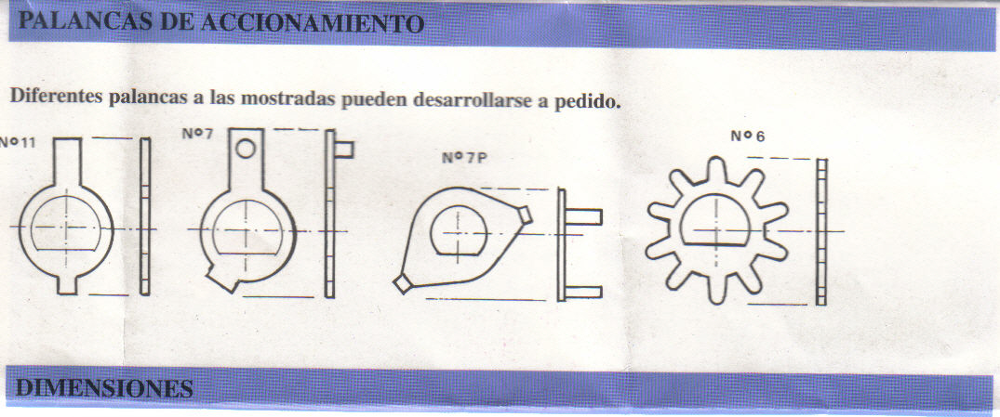 PALANCAS DE ACCIONAMIENTO
Diferentes palancas a las mostradas pueden desarrollarse a pedido.
Nº11
Nº7
Nº7P
Nº6
DIMENSIONES